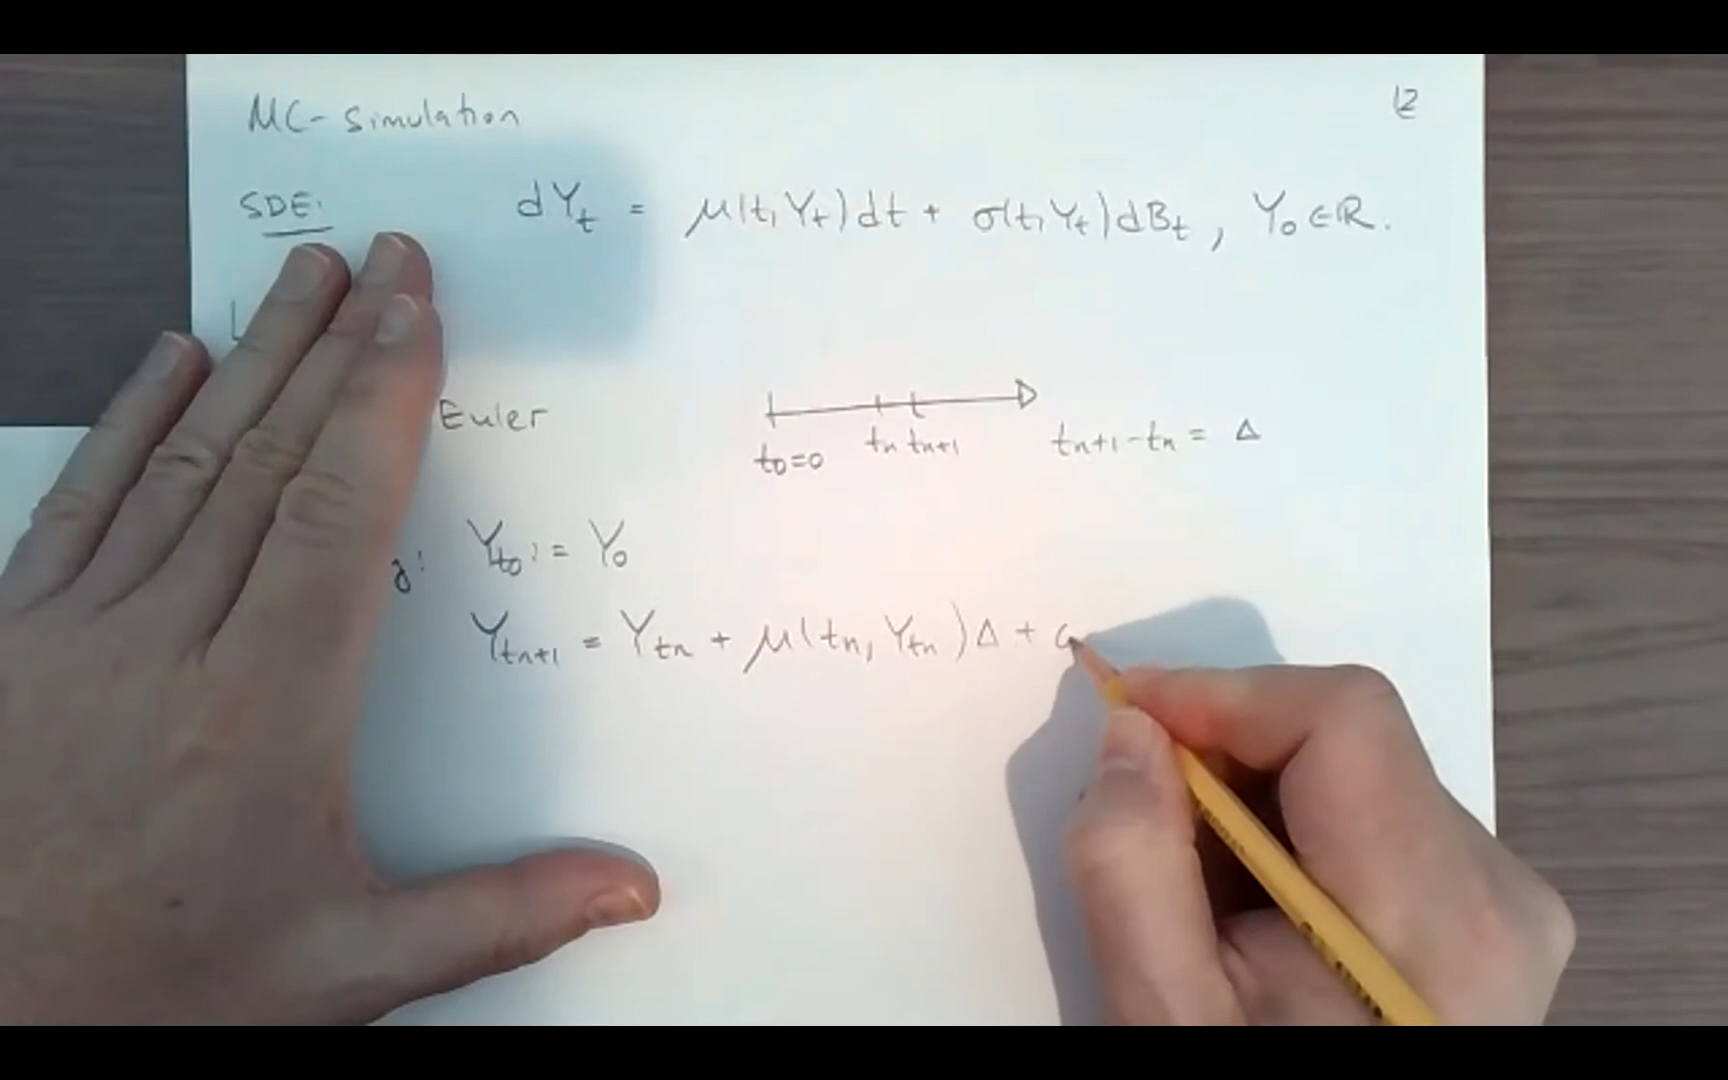 MC-simulation 12
SDE: dY_t = μ(t, Y_t)dt + σ(t, Y_t)dB_t, Y_0 ∈ ℝ.
Euler
t_0=0 t_n t_{n+1} t_{n+1} - t_n = Δ
Y_{t_0} := Y_0
Y_{t_{n+1}} = Y_{t_n} + μ(t_n, Y_{t_n})Δ +